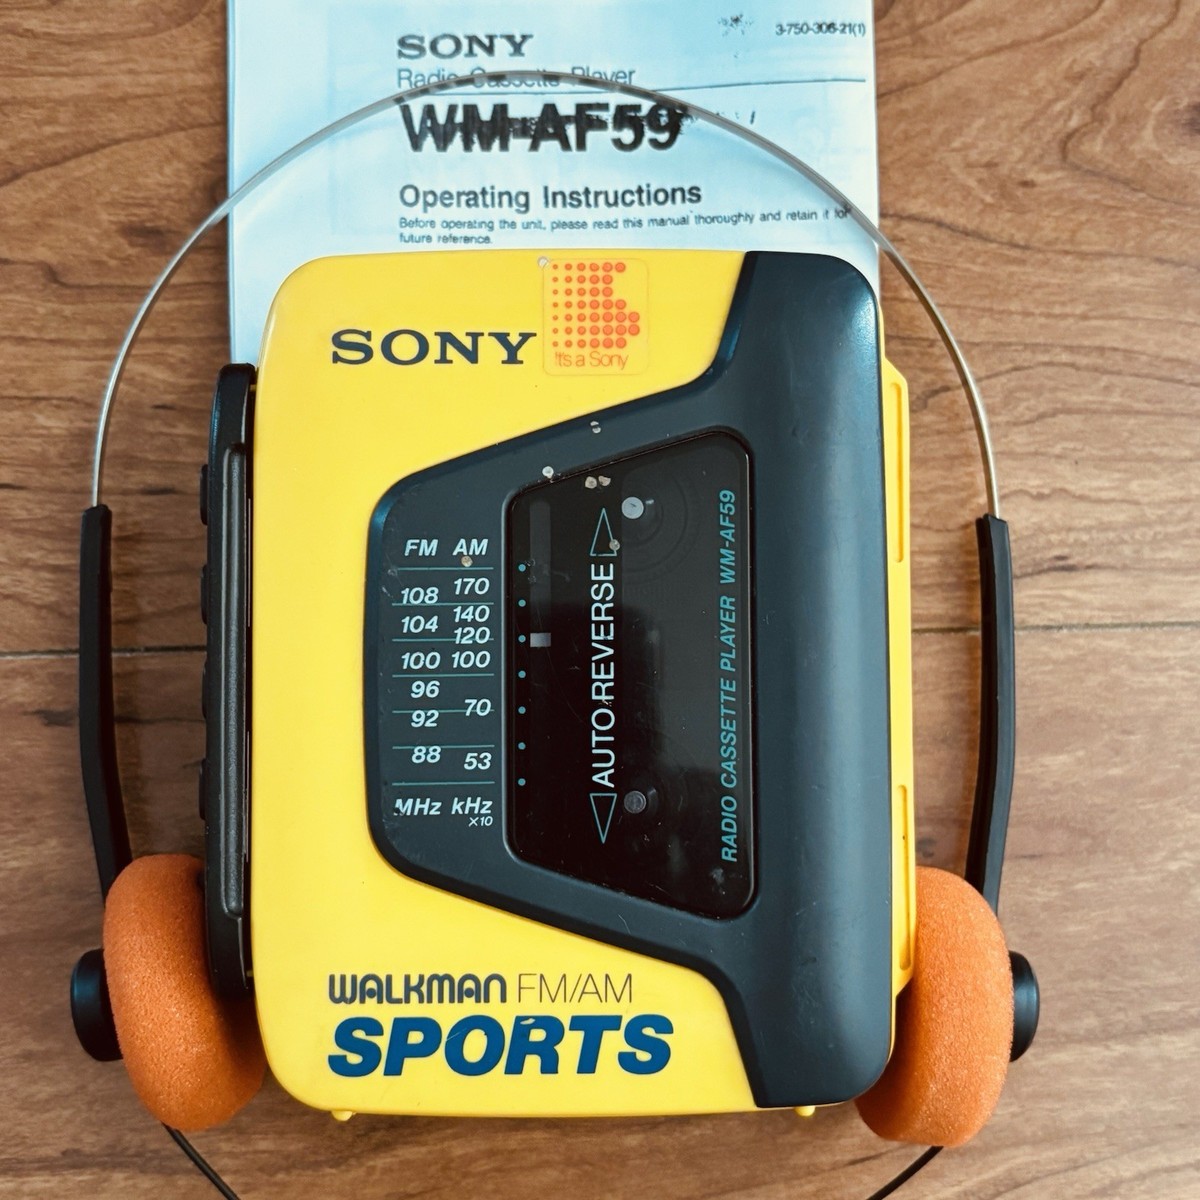 3-750-306-21(1)
SONY
Radio Cassette Player
WM-AF59
Operating Instructions
Before operating the unit, please read this manual thoroughly and retain it for
future reference.
SONY
It's a Sony
FM AM
108 170
104 140
120
100 100
96
92 70
88 53
MHz kHz
×10
AUTO REVERSE
RADIO CASSETTE PLAYER WM-AF59
WALKMAN FM/AM
SPORTS